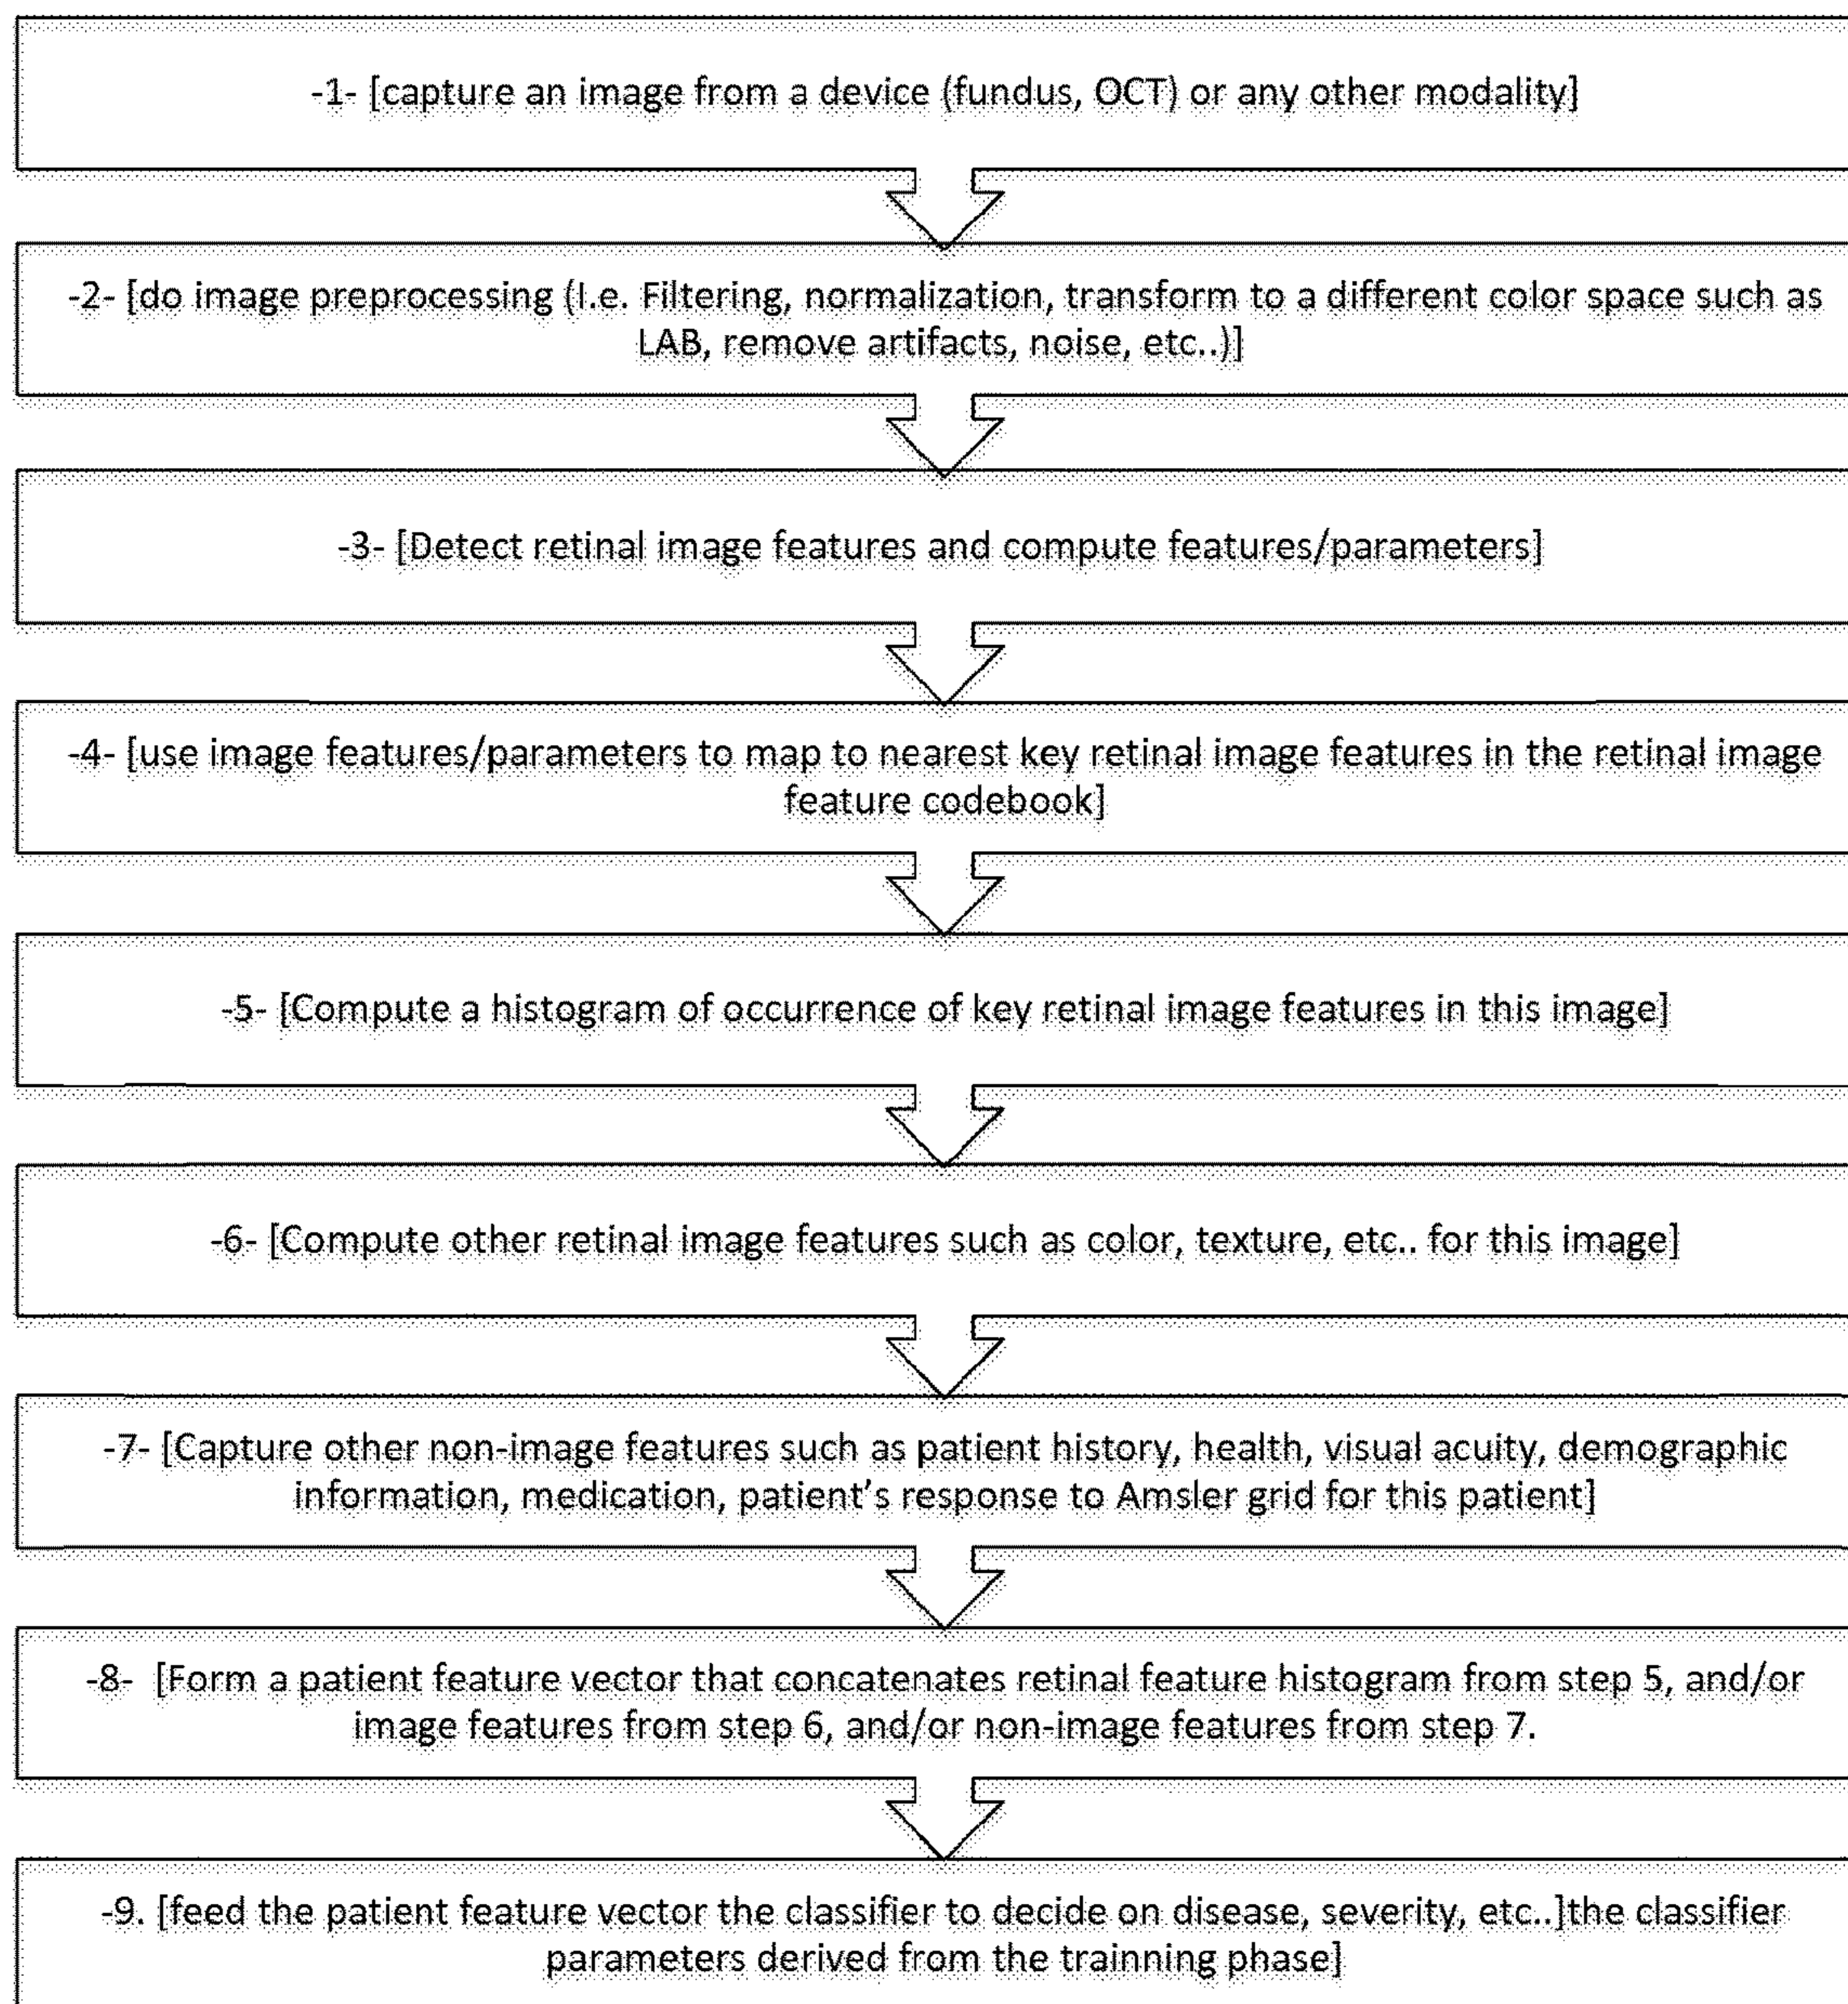 -1- [capture an image from a device (fundus, OCT) or any other modality]
-2- [do image preprocessing (I.e. Filtering, normalization, transform to a different color space such as
LAB, remove artifacts, noise, etc..)]
-3- [Detect retinal image features and compute features/parameters]
-4- [use image features/parameters to map to nearest key retinal image features in the retinal image
feature codebook]
-5- [Compute a histogram of occurrence of key retinal image features in this image]
-6- [Compute other retinal image features such as color, texture, etc.. for this image]
-7- [Capture other non-image features such as patient history, health, visual acuity, demographic
information, medication, patient's response to Amsler grid for this patient]
-8- [Form a patient feature vector that concatenates retinal feature histogram from step 5, and/or
image features from step 6, and/or non-image features from step 7.
-9. [feed the patient feature vector the classifier to decide on disease, severity, etc..]the classifier
parameters derived from the trainning phase]